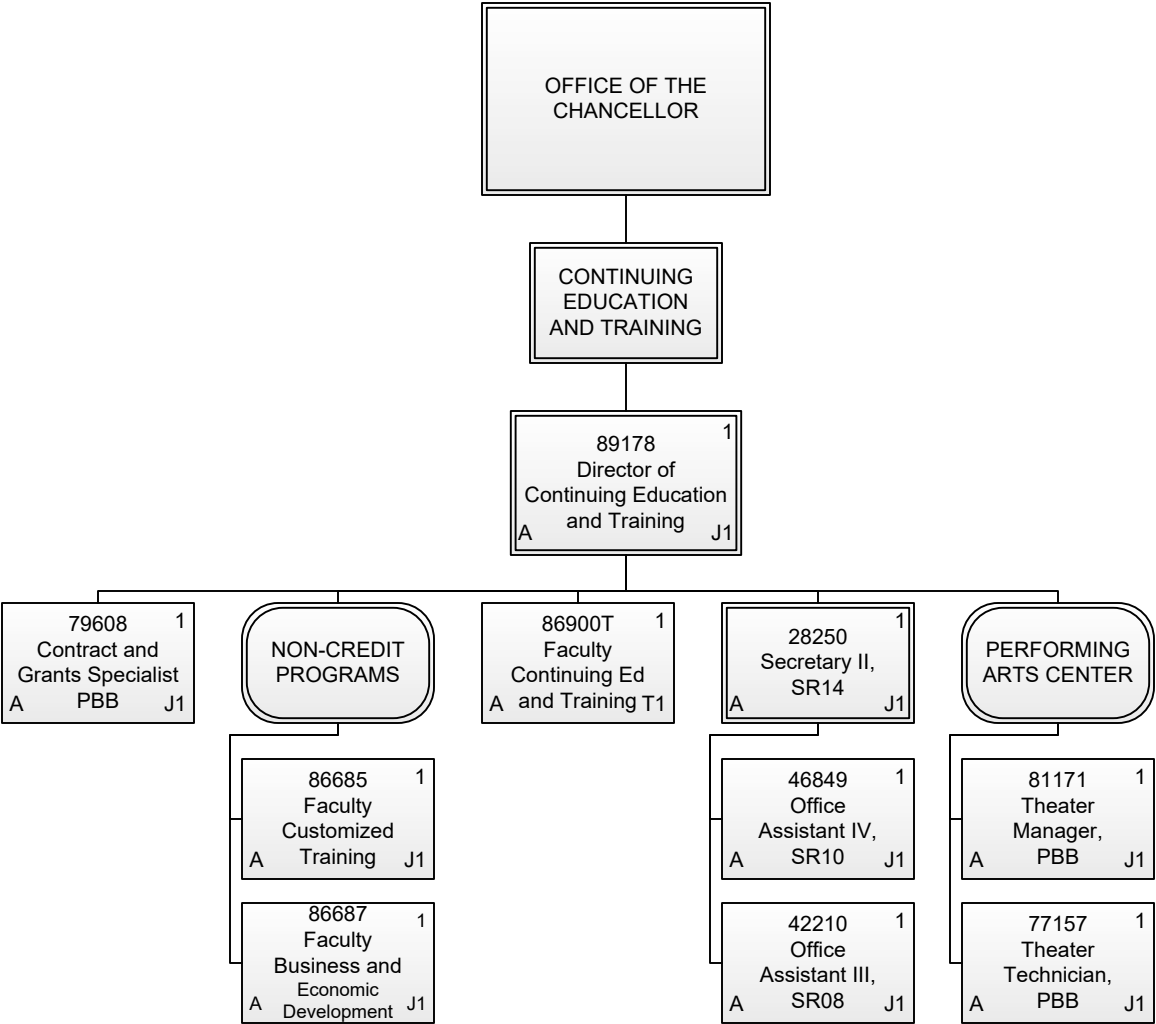 OFFICE OF THE
CHANCELLOR
CONTINUING
EDUCATION
AND TRAINING
89178 1
Director of
Continuing Education
and Training
A J1
79608 1
Contract and
Grants Specialist
PBB
A J1
NON-CREDIT
PROGRAMS
86685 1
Faculty
Customized
Training
A J1
86687 1
Faculty
Business and
Economic
Development
A J1
86900T 1
Faculty
Continuing Ed
and Training
A T1
28250 1
Secretary II,
SR14
A J1
46849 1
Office
Assistant IV,
SR10
A J1
42210 1
Office
Assistant III,
SR08
A J1
PERFORMING
ARTS CENTER
81171 1
Theater
Manager,
PBB
A J1
77157 1
Theater
Technician,
PBB
A J1